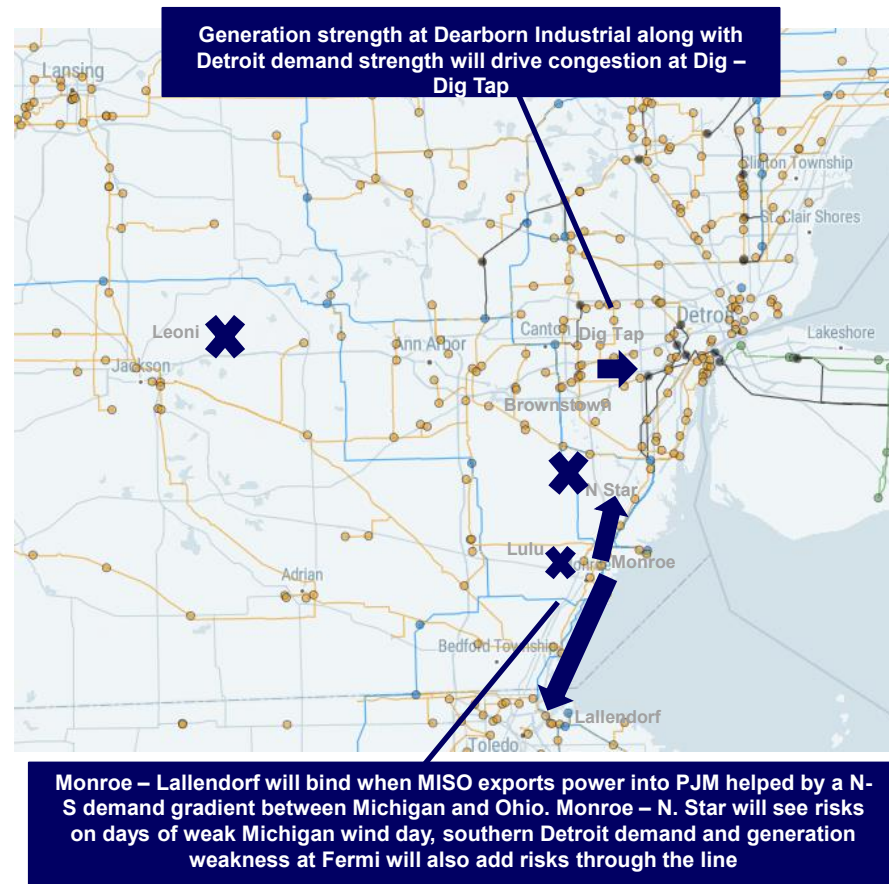 Generation strength at Dearborn Industrial along with
Detroit demand strength will drive congestion at Dig –
Dig Tap
Lansing
Clinton Township
St. Clair Shores
Leoni
Ann Arbor
Canton
Dig Tap
Detroit
Lakeshore
Jackson
Brownstown
N Star
Lulu
Monroe
Adrian
Bedford Township
Lallendorf
Toledo
Monroe – Lallendorf will bind when MISO exports power into PJM helped by a N-
S demand gradient between Michigan and Ohio. Monroe – N. Star will see risks
on days of weak Michigan wind day, southern Detroit demand and generation
weakness at Fermi will also add risks through the line